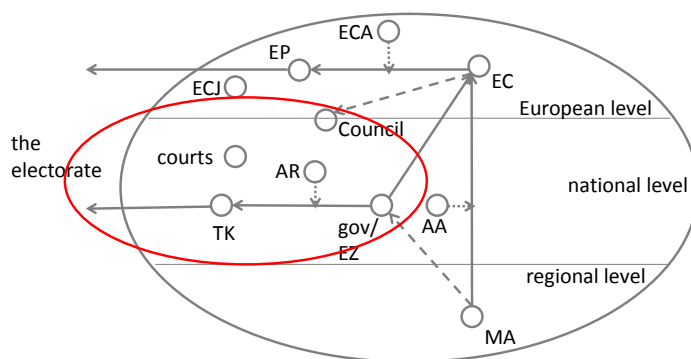 ECA
EP
EC
ECJ
European level
Council
the
electorate
courts
AR
national level
TK
gov/
EZ
AA
regional level
MA